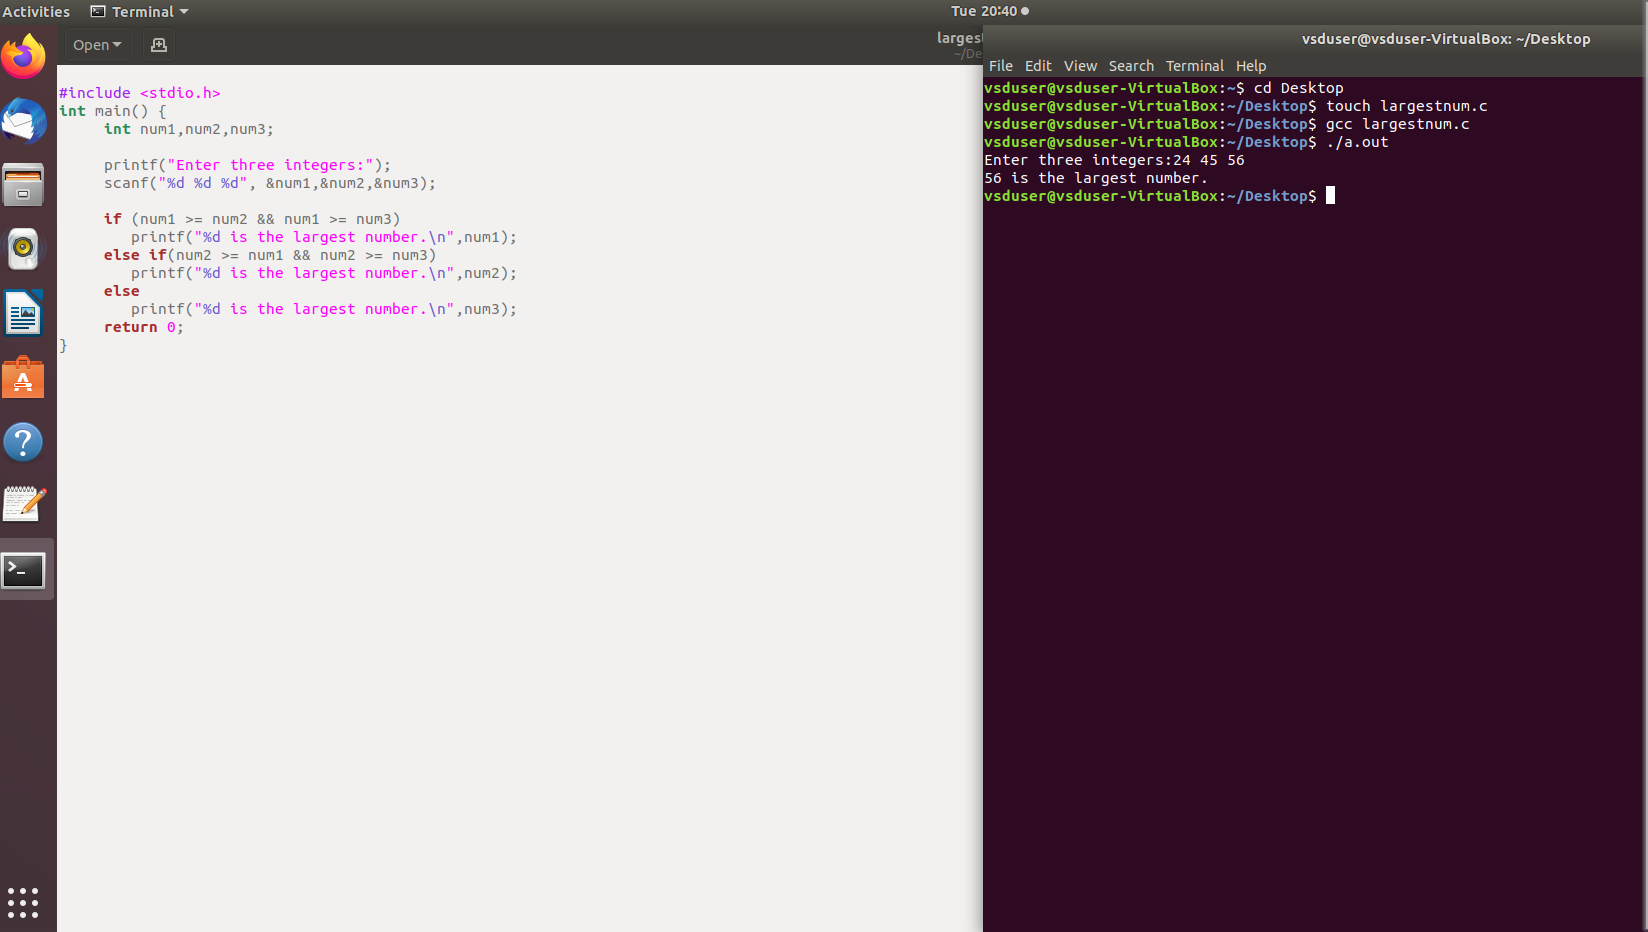 Activities Terminal Tue 20:40
Open
larges
~/De
#include <stdio.h>
int main() {
int num1,num2,num3;
printf("Enter three integers:");
scanf("%d %d %d", &num1,&num2,&num3);
if (num1 >= num2 && num1 >= num3)
printf("%d is the largest number.\n",num1);
else if(num2 >= num1 && num2 >= num3)
printf("%d is the largest number.\n",num2);
else
printf("%d is the largest number.\n",num3);
return 0;
}
vsduser@vsduser-VirtualBox: ~/Desktop
File Edit View Search Terminal Help
vsduser@vsduser-VirtualBox:~$ cd Desktop
vsduser@vsduser-VirtualBox:~/Desktop$ touch largestnum.c
vsduser@vsduser-VirtualBox:~/Desktop$ gcc largestnum.c
vsduser@vsduser-VirtualBox:~/Desktop$ ./a.out
Enter three integers:24 45 56
56 is the largest number.
vsduser@vsduser-VirtualBox:~/Desktop$